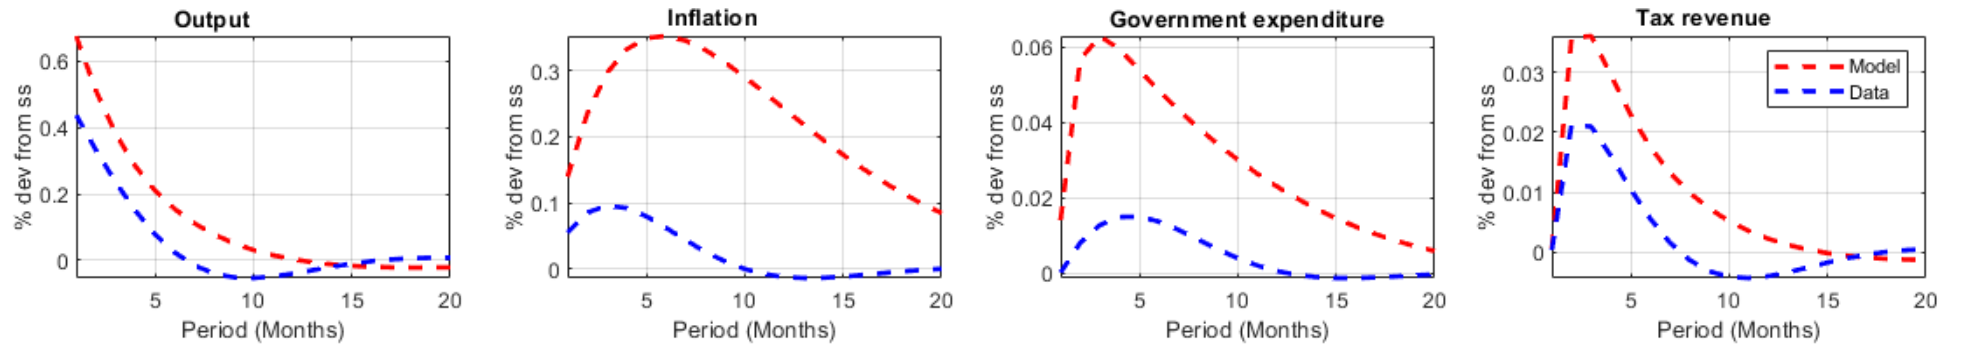 Output
% dev from ss
0.6
0.4
0.2
0
5 10 15 20
Period (Months)
Inflation
% dev from ss
0.3
0.2
0.1
0
5 10 15 20
Period (Months)
Government expenditure
% dev from ss
0.06
0.04
0.02
0
5 10 15 20
Period (Months)
Tax revenue
% dev from ss
0.03
0.02
0.01
0
Model
Data
5 10 15 20
Period (Months)